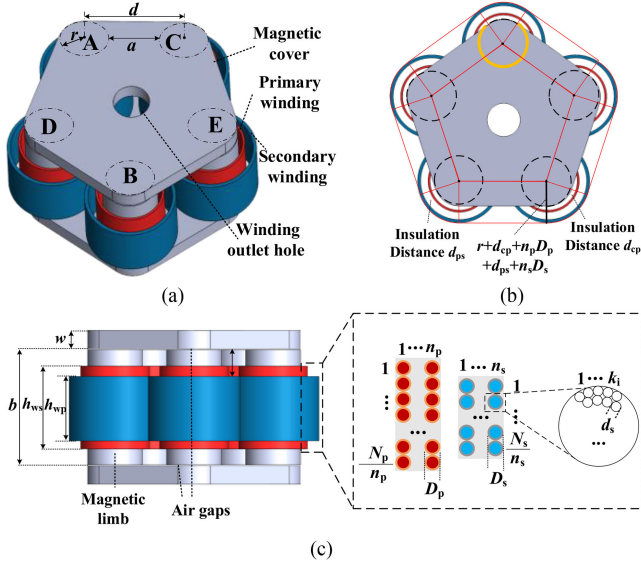 d
r
A
a
C
D
E
B
Magnetic
cover
Primary
winding
Secondary
winding
Winding
outlet hole
(a)
Insulation
Distance dps
r+dcp+npDp
+dps+nsDs
Insulation
Distance dcp
(b)
w
b
hws
hwp
Magnetic
limb
Air gaps
1 ··· np
1
⋮
···
Np/np
Dp
1 ··· ns
1
···
⋮
Ns/ns
Ds
1 ··· ki
ds
···
(c)